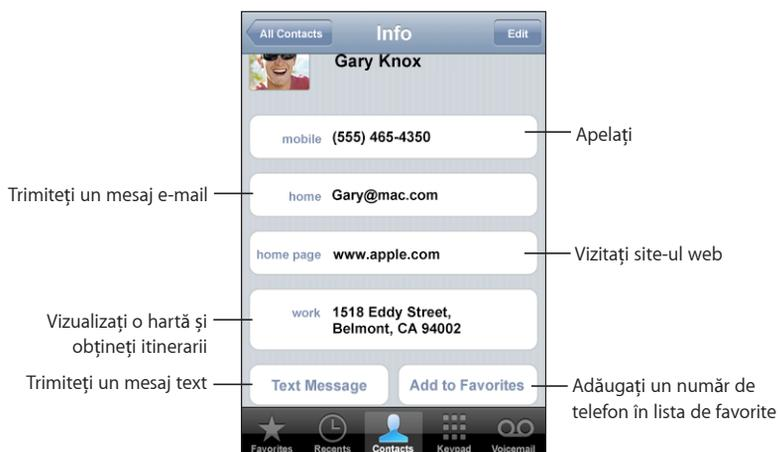 All Contacts
Info
Edit
Gary Knox
mobile (555) 465-4350
Apelați
Trimiteți un mesaj e-mail
home Gary@mac.com
home page www.apple.com
Vizitați site-ul web
Vizualizați o hartă și
obțineți itinerarii
work 1518 Eddy Street,
Belmont, CA 94002
Trimiteți un mesaj text
Text Message
Add to Favorites
Adăugați un număr de
telefon în lista de favorite
Favorites
Recents
Contacts
Keypad
Voicemail